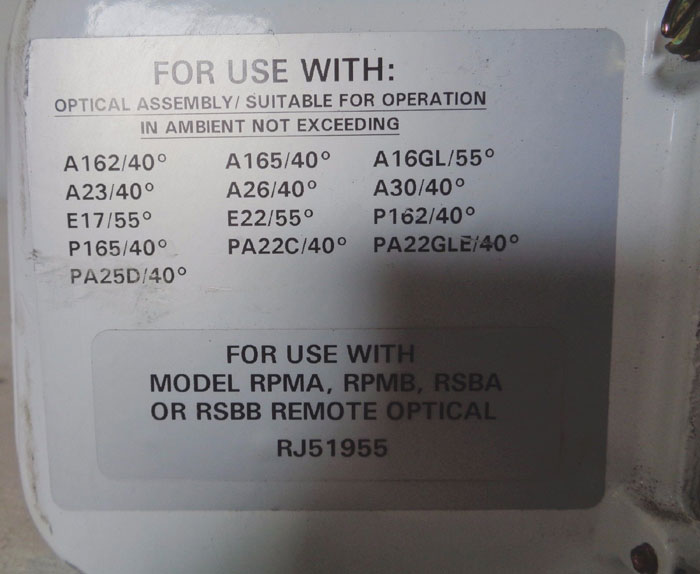 FOR USE WITH:
OPTICAL ASSEMBLY/ SUITABLE FOR OPERATION
IN AMBIENT NOT EXCEEDING
A162/40° A165/40° A16GL/55°
A23/40° A26/40° A30/40°
E17/55° E22/55° P162/40°
P165/40° PA22C/40° PA22GLE/40°
PA25D/40°
FOR USE WITH
MODEL RPMA, RPMB, RSBA
OR RSBB REMOTE OPTICAL
RJ51955